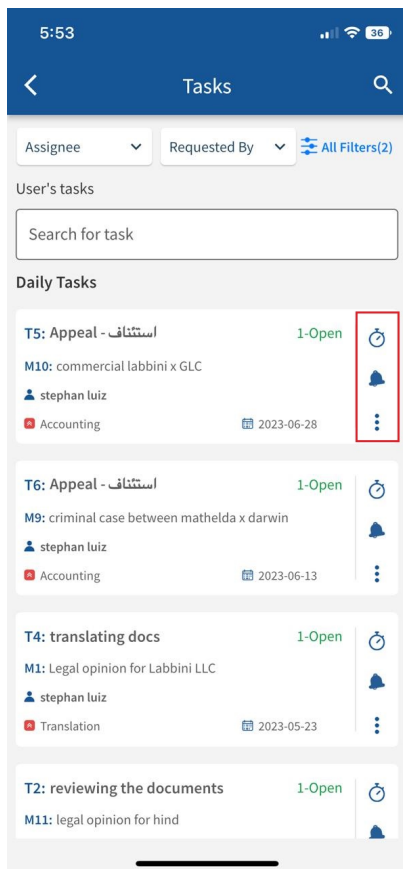 5:53
36
Tasks
Assignee
Requested By
All Filters(2)
User's tasks
Search for task
Daily Tasks
T5: Appeal - استئناف
1-Open
M10: commercial labbini x GLC
stephan luiz
Accounting
2023-06-28
T6: Appeal - استئناف
1-Open
M9: criminal case between mathelda x darwin
stephan luiz
Accounting
2023-06-13
T4: translating docs
1-Open
M1: Legal opinion for Labbini LLC
stephan luiz
Translation
2023-05-23
T2: reviewing the documents
1-Open
M11: legal opinion for hind